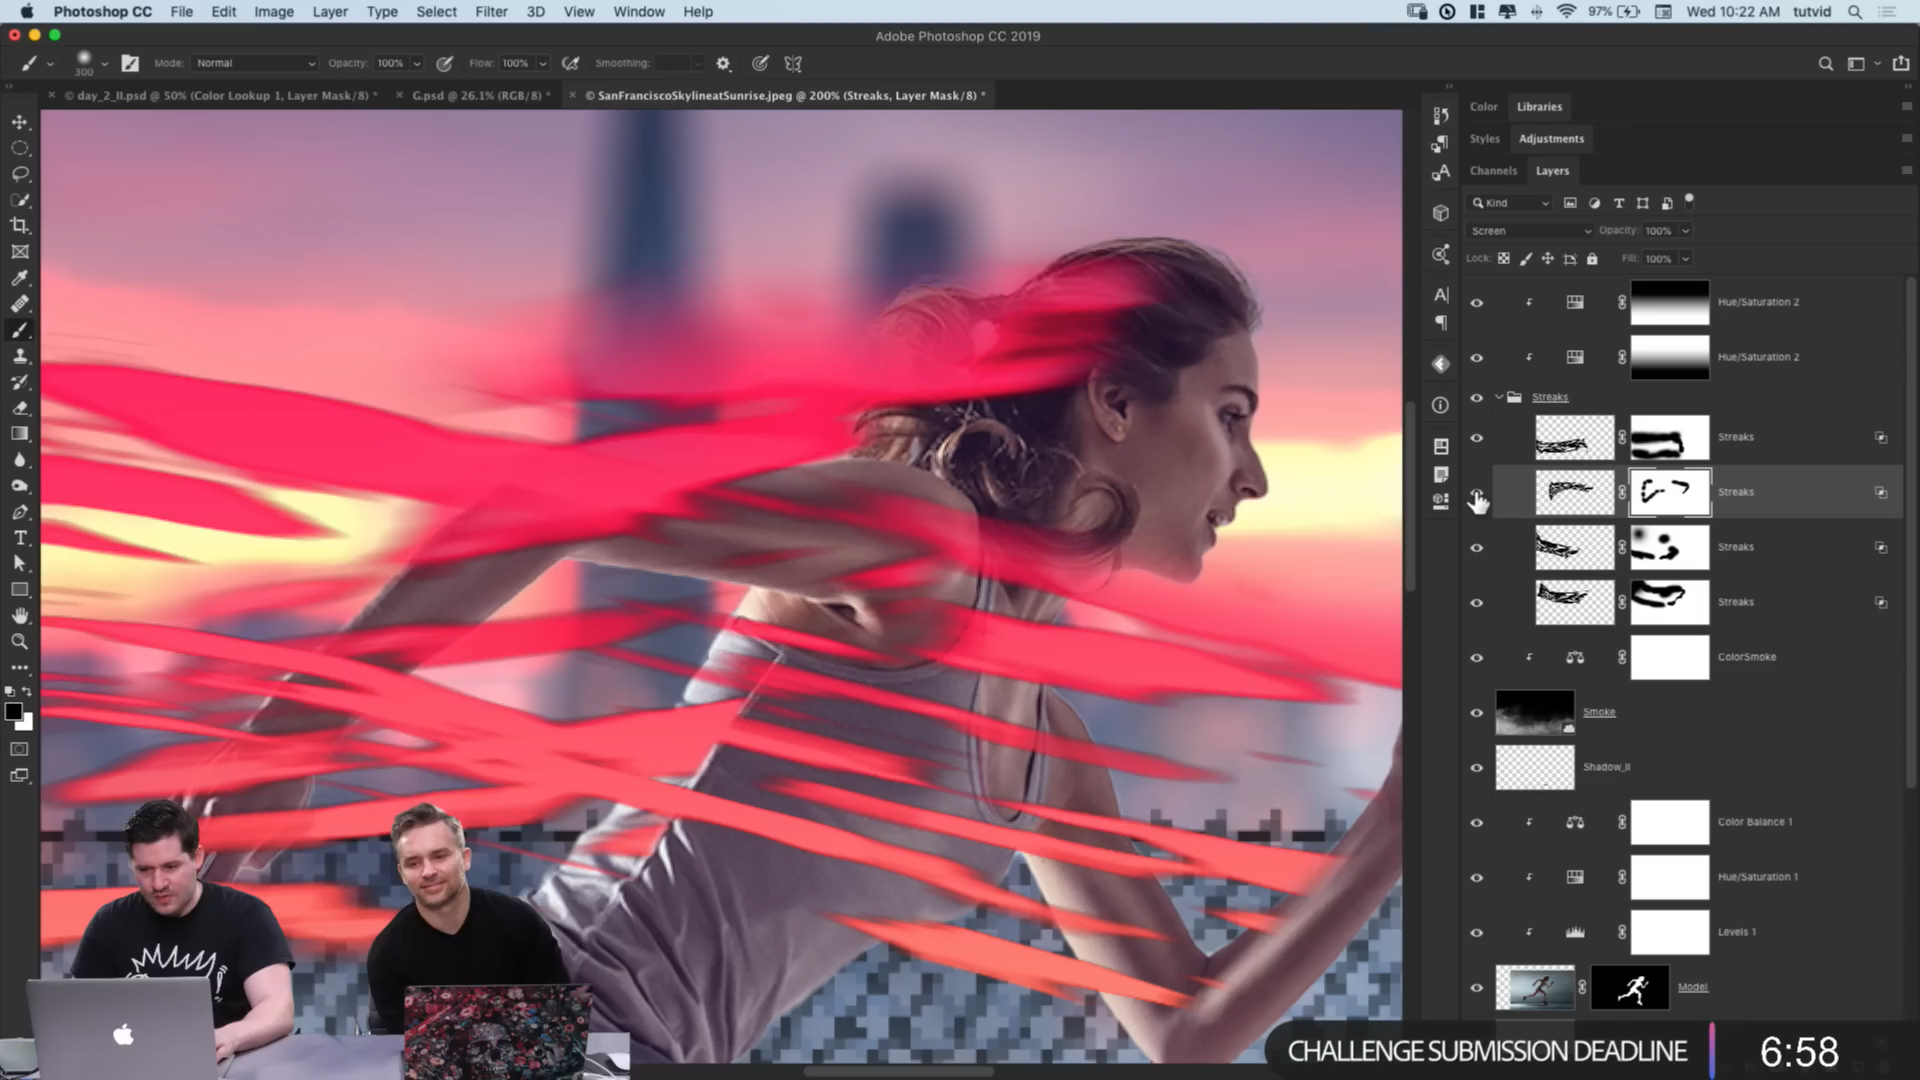 Photoshop CC File Edit Image Layer Type Select Filter 3D View Window Help 97% Wed 10:22 AM tutvid
Adobe Photoshop CC 2019
300 Mode: Normal Opacity: 100% Flow: 100% Smoothing:
× © day_2_II.psd @ 50% (Color Lookup 1, Layer Mask/8) * × G.psd @ 26.1% (RGB/8) * × © SanFranciscoSkylineatSunrise.jpeg @ 200% (Streaks, Layer Mask/8) *
Color Libraries
Styles Adjustments
Channels Layers
Kind
Screen Opacity: 100%
Lock: Fill: 100%
Hue/Saturation 2
Hue/Saturation 2
Streaks
Streaks
Streaks
Streaks
Streaks
ColorSmoke
Smoke
Shadow_II
Color Balance 1
Hue/Saturation 1
Levels 1
Model
CHALLENGE SUBMISSION DEADLINE 6:58